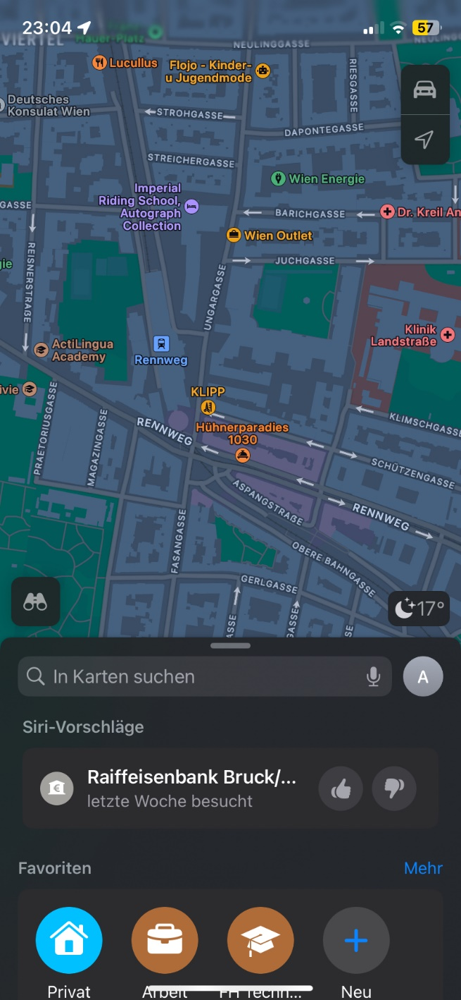 23:04
57
VIERTEL
Hauer-Platz
NEULINGGASSE
Lucullus
Flojo - Kinder-
u Jugendmode
RIESGASSE
Deutsches
Konsulat Wien
STROHGASSE
DAPONTEGASSE
STREICHERGASSE
Wien Energie
Imperial
Riding School,
Autograph
Collection
GASSE
BARICHGASSE
Dr. Kreil An
Wien Outlet
REISNERSTRAßE
JUCHGASSE
gie
UNGARGASSE
Klinik
Landstraße
ActiLingua
Academy
Rennweg
ivie
KLIPP
KLIMSCHGASSE
PRAETORIUSGASSE
MAGAZINGASSE
RENNWEG
Hühnerparadies
1030
SCHÜTZENGASSE
ASPANGSTRAßE
RENNWEG
FASANGASSE
OBERE BAHNGASSE
GERLGASSE
17°
GASSE
GASSE
SSE
In Karten suchen
A
Siri-Vorschläge
Raiffeisenbank Bruck/...
letzte Woche besucht
Favoriten
Mehr
Privat
Arbeit
FH Techn...
Neu